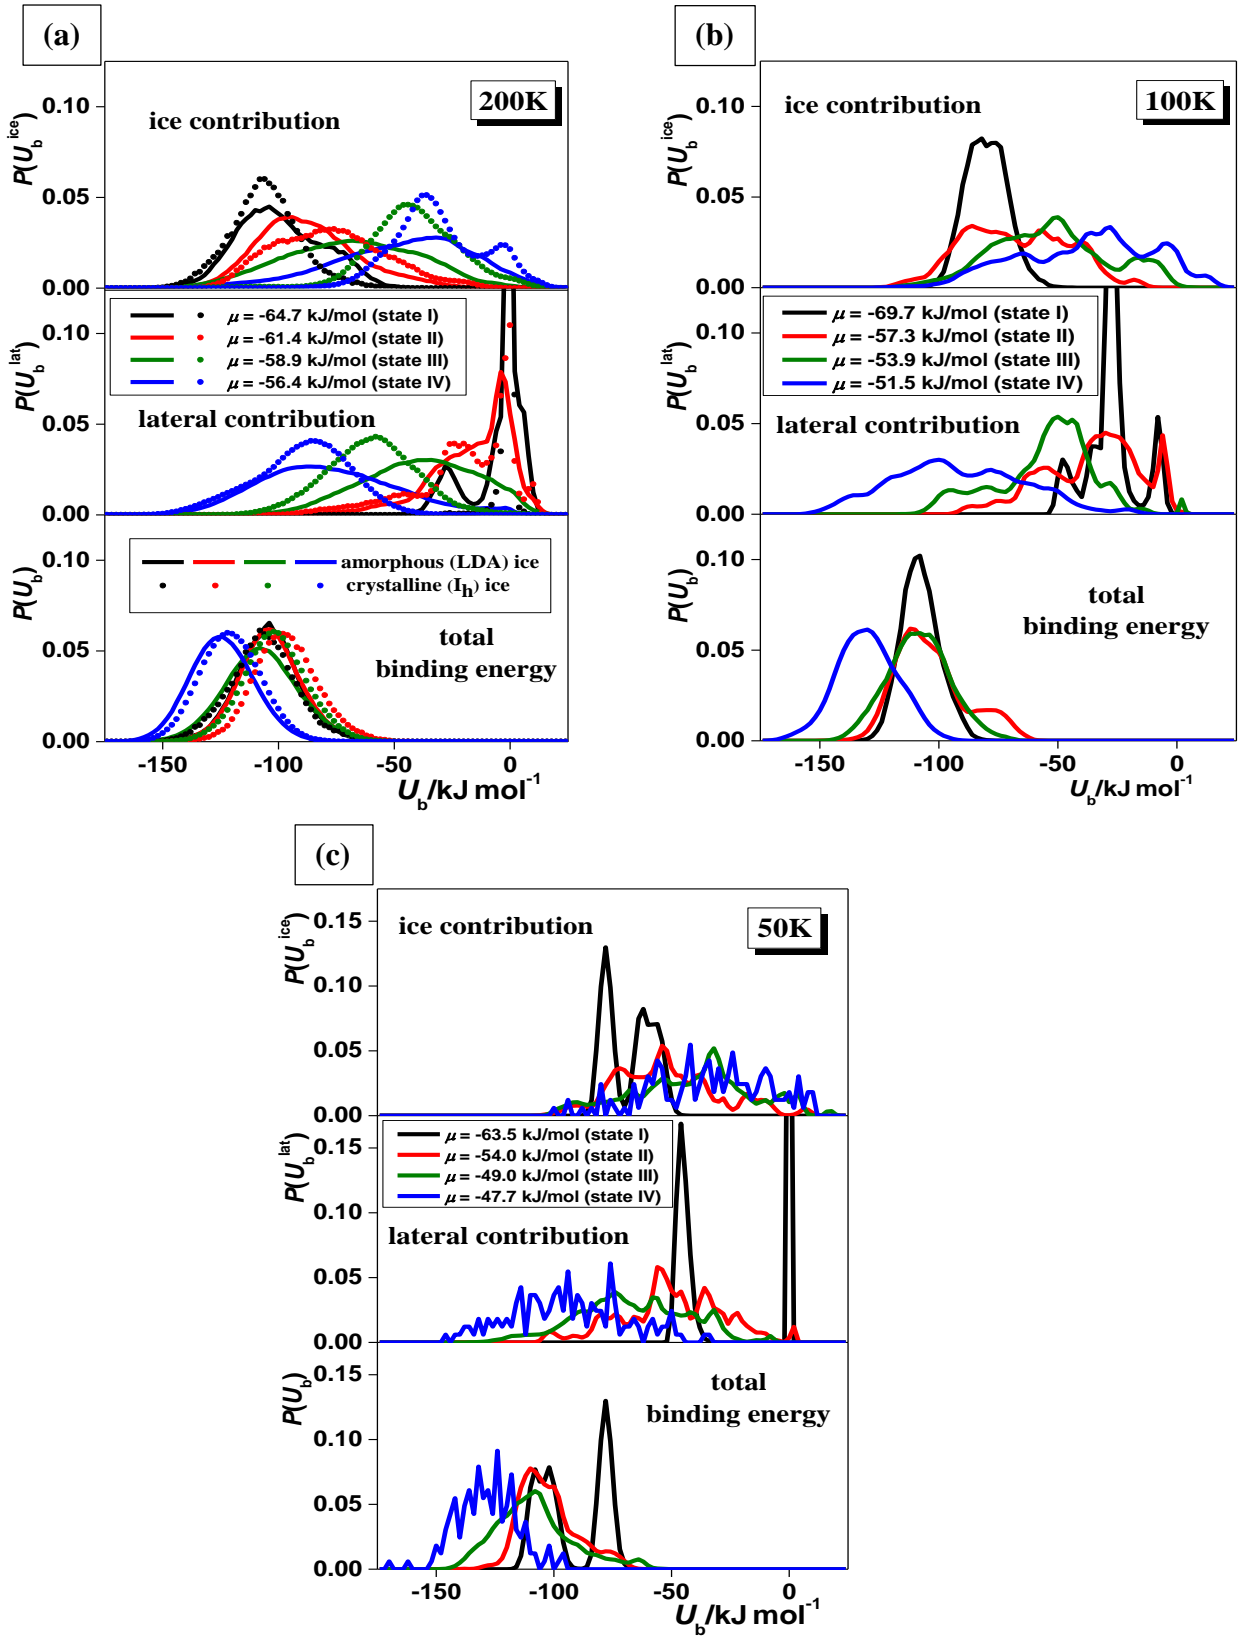 (a)
200K
ice contribution
P(U_b^ice)
0.10
0.05
0.00
μ = -64.7 kJ/mol (state I)
μ = -61.4 kJ/mol (state II)
μ = -58.9 kJ/mol (state III)
μ = -56.4 kJ/mol (state IV)
lateral contribution
P(U_b^lat)
0.10
0.05
0.00
amorphous (LDA) ice
crystalline (I_h) ice
total
binding energy
P(U_b)
0.10
0.05
0.00
-150 -100 -50 0
U_b/kJ mol^-1
(b)
100K
ice contribution
P(U_b^ice)
0.10
0.05
0.00
μ = -69.7 kJ/mol (state I)
μ = -57.3 kJ/mol (state II)
μ = -53.9 kJ/mol (state III)
μ = -51.5 kJ/mol (state IV)
lateral contribution
P(U_b^lat)
0.10
0.05
0.00
total
binding energy
P(U_b)
0.10
0.05
0.00
-150 -100 -50 0
U_b/kJ mol^-1
(c)
50K
ice contribution
P(U_b^ice)
0.15
0.10
0.05
0.00
μ = -63.5 kJ/mol (state I)
μ = -54.0 kJ/mol (state II)
μ = -49.0 kJ/mol (state III)
μ = -47.7 kJ/mol (state IV)
lateral contribution
P(U_b^lat)
0.15
0.10
0.05
0.00
total
binding energy
P(U_b)
0.15
0.10
0.05
0.00
-150 -100 -50 0
U_b/kJ mol^-1